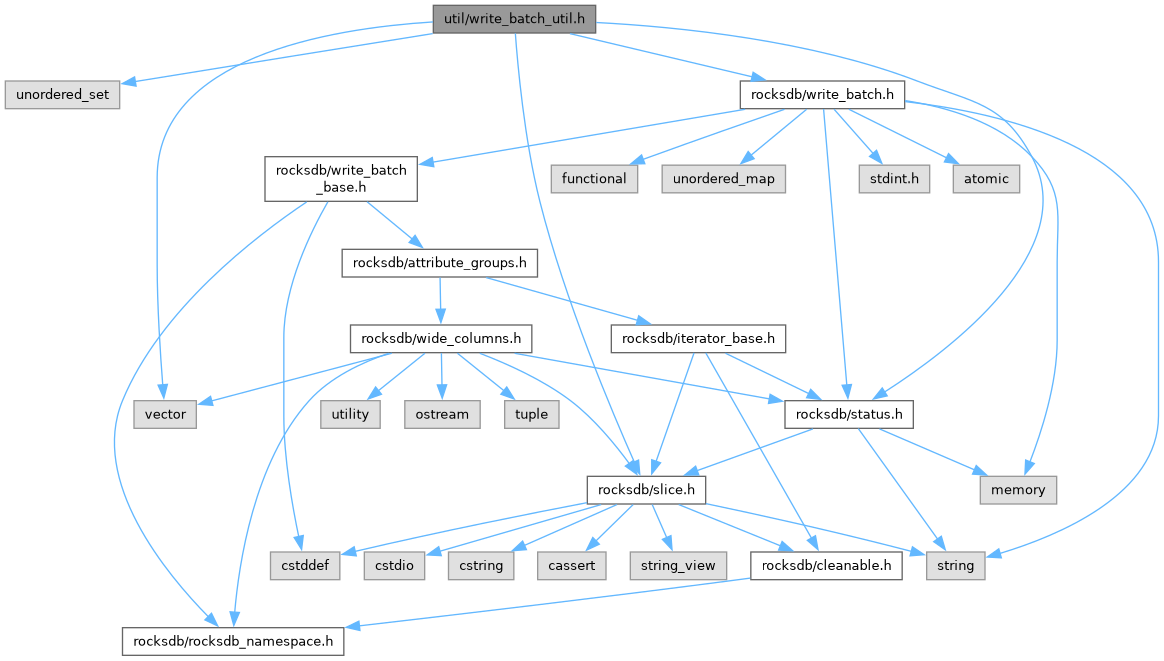 util/write_batch_util.h
unordered_set
rocksdb/write_batch.h
rocksdb/write_batch
_base.h
functional
unordered_map
stdint.h
atomic
rocksdb/attribute_groups.h
rocksdb/wide_columns.h
rocksdb/iterator_base.h
vector
utility
ostream
tuple
rocksdb/status.h
rocksdb/slice.h
memory
cstddef
cstdio
cstring
cassert
string_view
rocksdb/cleanable.h
string
rocksdb/rocksdb_namespace.h